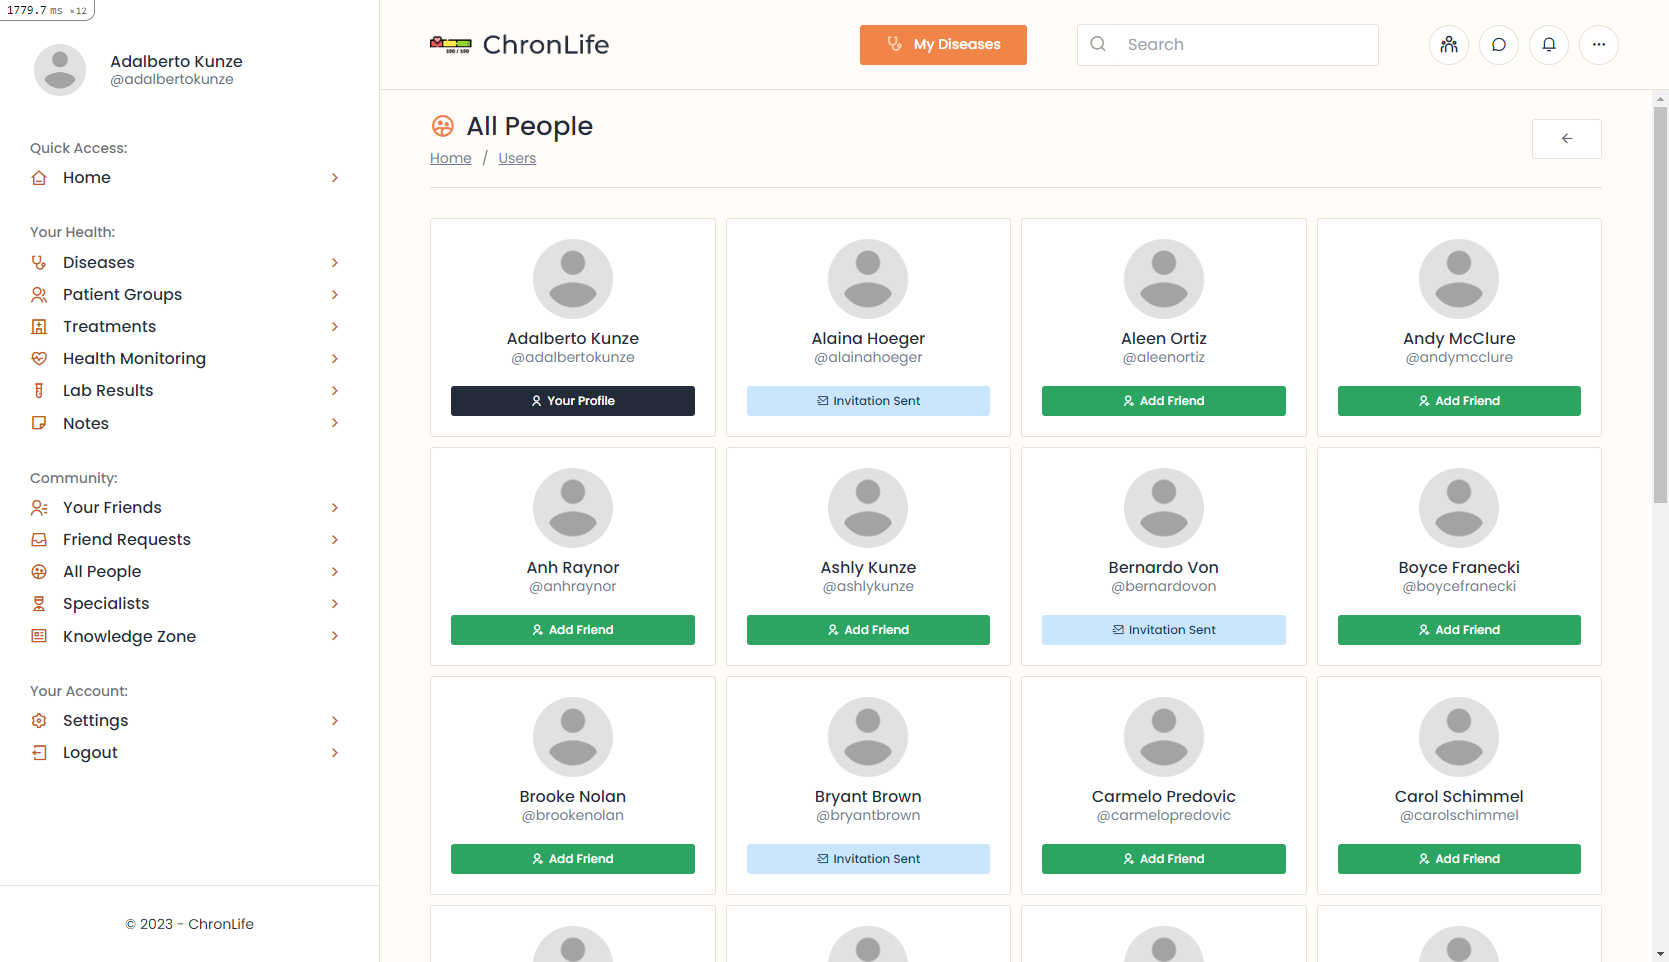 1779.7 ms ×12
Adalberto Kunze
@adalbertokunze
Quick Access:
Home
Your Health:
Diseases
Patient Groups
Treatments
Health Monitoring
Lab Results
Notes
Community:
Your Friends
Friend Requests
All People
Specialists
Knowledge Zone
Your Account:
Settings
Logout
© 2023 - ChronLife
100 / 100
ChronLife
My Diseases
Search
All People
Home / Users
Adalberto Kunze
@adalbertokunze
Your Profile
Alaina Hoeger
@alainahoeger
Invitation Sent
Aleen Ortiz
@aleenortiz
Add Friend
Andy McClure
@andymcclure
Add Friend
Anh Raynor
@anhraynor
Add Friend
Ashly Kunze
@ashlykunze
Add Friend
Bernardo Von
@bernardovon
Invitation Sent
Boyce Franecki
@boycefranecki
Add Friend
Brooke Nolan
@brookenolan
Add Friend
Bryant Brown
@bryantbrown
Invitation Sent
Carmelo Predovic
@carmelopredovic
Add Friend
Carol Schimmel
@carolschimmel
Add Friend